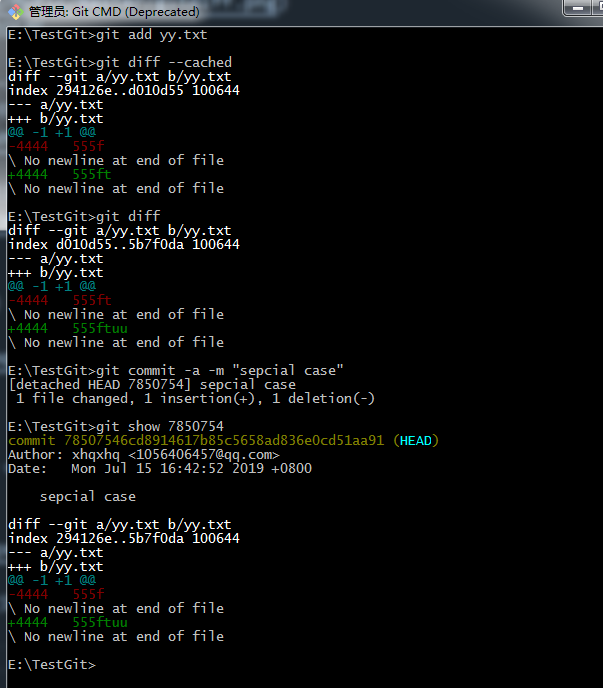 管理员: Git CMD (Deprecated)
E:\TestGit>git add yy.txt
E:\TestGit>git diff --cached
diff --git a/yy.txt b/yy.txt
index 294126e..d010d55 100644
--- a/yy.txt
+++ b/yy.txt
@@ -1 +1 @@
-4444   555f
\ No newline at end of file
+4444   555ft
\ No newline at end of file
E:\TestGit>git diff
diff --git a/yy.txt b/yy.txt
index d010d55..5b7f0da 100644
--- a/yy.txt
+++ b/yy.txt
@@ -1 +1 @@
-4444   555ft
\ No newline at end of file
+4444   555ftuu
\ No newline at end of file
E:\TestGit>git commit -a -m "sepcial case"
[detached HEAD 7850754] sepcial case
 1 file changed, 1 insertion(+), 1 deletion(-)
E:\TestGit>git show 7850754
commit 78507546cd8914617b85c5658ad836e0cd51aa91 (HEAD)
Author: xhqxhq <1056406457@qq.com>
Date:   Mon Jul 15 16:42:52 2019 +0800
    sepcial case
diff --git a/yy.txt b/yy.txt
index 294126e..5b7f0da 100644
--- a/yy.txt
+++ b/yy.txt
@@ -1 +1 @@
-4444   555f
\ No newline at end of file
+4444   555ftuu
\ No newline at end of file
E:\TestGit>